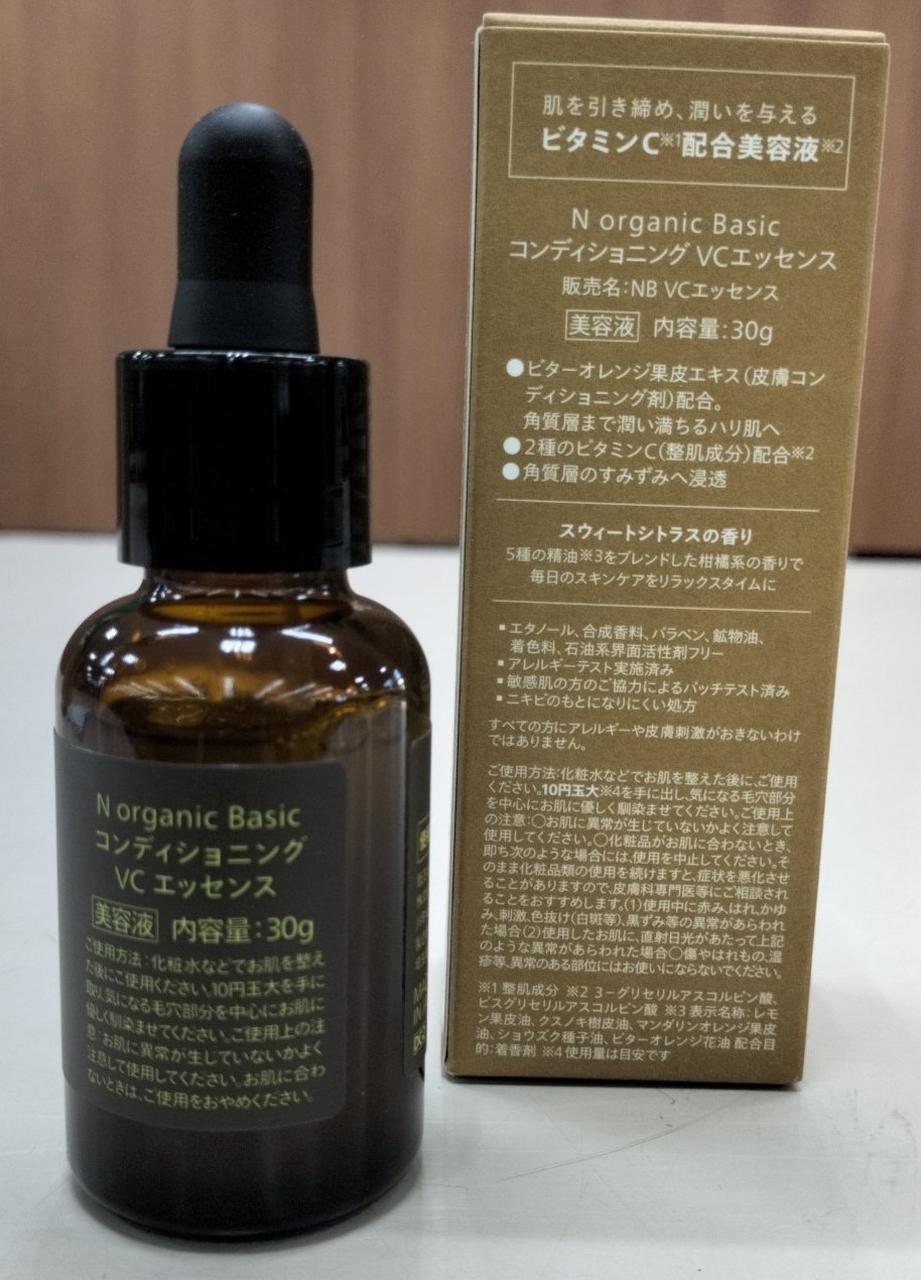 N organic Basic
コンディショニング
VC エッセンス
美容液 内容量:30g
ご使用方法:化粧水などでお肌を整え
た後にご使用ください。10円玉大を手に
取り、気になる毛穴部分を中心にお肌に
優しく馴染ませてください。ご使用上の注
意:お肌に異常が生じていないかよく
注意して使用してください。お肌に合わ
ないときは、ご使用をおやめください。
肌を引き締め、潤いを与える
ビタミンC※1配合美容液※2
N organic Basic
コンディショニング VCエッセンス
販売名:NB VCエッセンス
美容液 内容量:30g
●ビターオレンジ果皮エキス(皮膚コン
ディショニング剤)配合。
角質層まで潤い満ちるハリ肌へ
●2種のビタミンC(整肌成分)配合※2
●角質層のすみずみへ浸透
スウィートシトラスの香り
5種の精油※3をブレンドした柑橘系の香りで
毎日のスキンケアをリラックスタイムに
▪エタノール、合成香料、パラベン、鉱物油、
着色料、石油系界面活性剤フリー
▪アレルギーテスト実施済み
▪敏感肌の方のご協力によるパッチテスト済み
▪ニキビのもとになりにくい処方
すべての方にアレルギーや皮膚刺激がおきないわけ
ではありません。
ご使用方法:化粧水などでお肌を整えた後に、ご使用
ください。10円玉大※4を手に出し、気になる毛穴部分
を中心にお肌に優しく馴染ませてください。ご使用上
の注意:〇お肌に異常が生じていないかよく注意して
使用してください。〇化粧品がお肌に合わないとき、
即ち次のような場合には、使用を中止してください。そ
のまま化粧品類の使用を続けますと、症状を悪化させ
ることがありますので、皮膚科専門医等にご相談され
ることをおすすめします。(1)使用中に赤み、はれ、かゆ
み、刺激、色抜け(白斑等)、黒ずみ等の異常があらわれ
た場合(2)使用したお肌に、直射日光があたって上記
のような異常があらわれた場合〇傷やはれもの、湿
疹等、異常のある部位にはお使いにならないでください。
※1 整肌成分 ※2 3-グリセリルアスコルビン酸、
ビスグリセリルアスコルビン酸 ※3 表示名称:レモ
ン果皮油、クスノキ樹皮油、マンダリンオレンジ果皮
油、ショウズク種子油、ビターオレンジ花油 配合目
的:着香剤 ※4 使用量は目安です